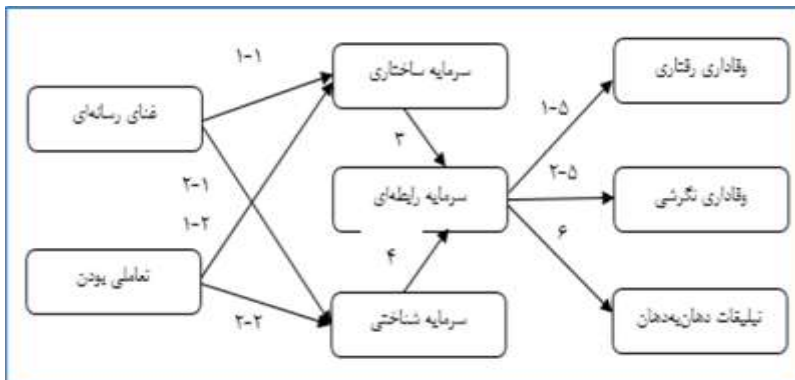 سرمایه ساختاری
وفاداری رفتاری
۱-۱
غنای رسانه‌ای
۳
۱-۵
سرمایه رابطه‌ای
وفاداری نگرشی
۲-۱
۲-۵
۱-۲
۴
۶
تعاملی بودن
سرمایه شناختی
تبلیقات دهان‌به‌دهان
۲-۲